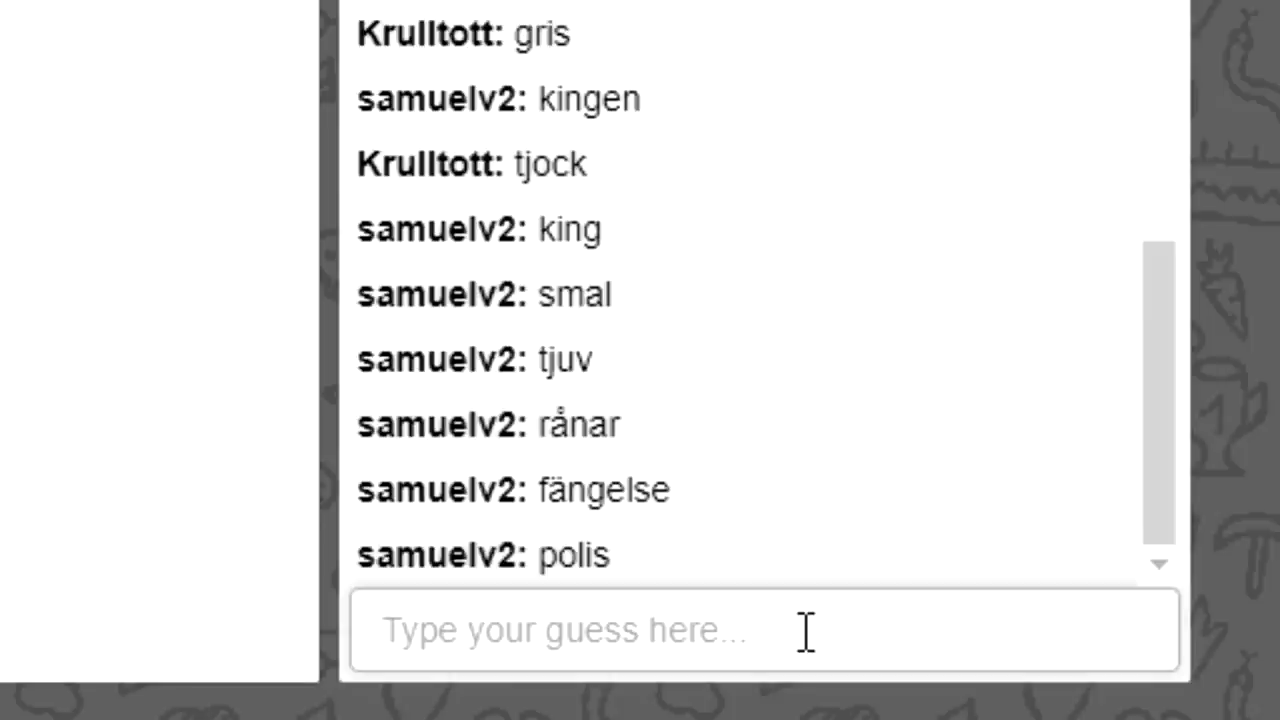 Krulltott: gris
samuelv2: kingen
Krulltott: tjock
samuelv2: king
samuelv2: smal
samuelv2: tjuv
samuelv2: rånar
samuelv2: fängelse
samuelv2: polis
Type your guess here...